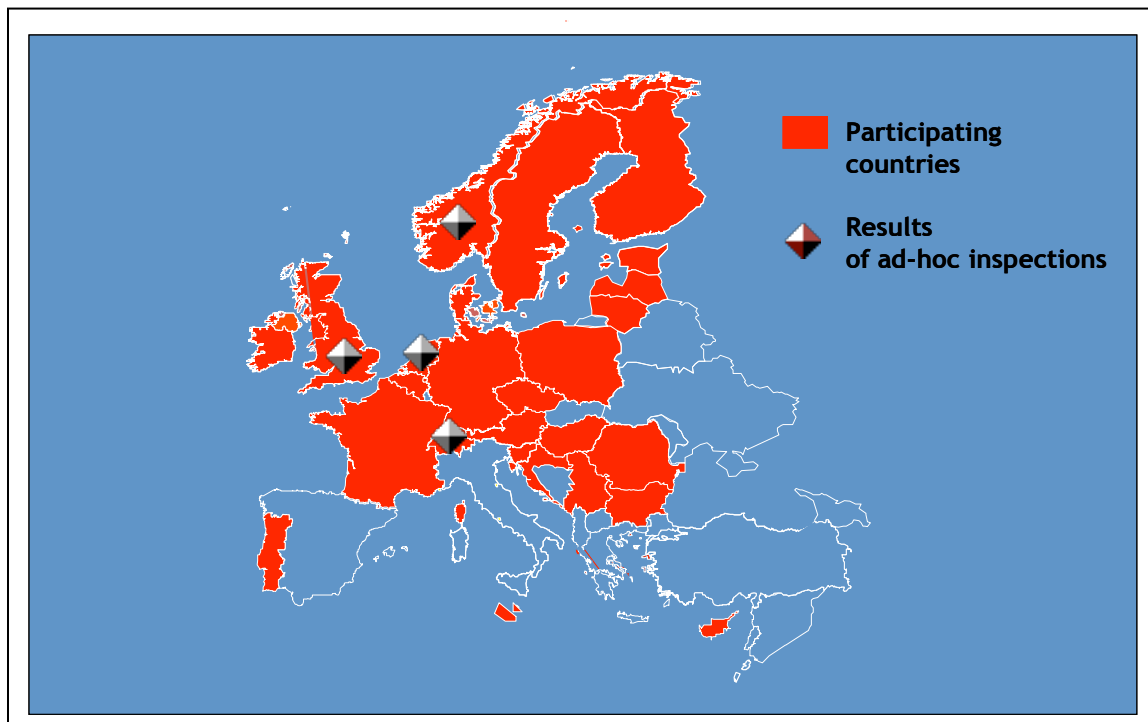 Participating
countries
Results
of ad-hoc inspections